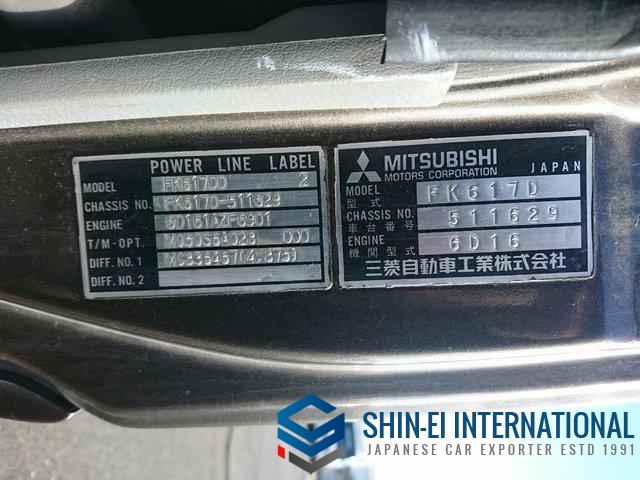 POWER LINE LABEL
MODEL FK617DD 2
CHASSIS NO. FK617D-511629
ENGINE
T/M-OPT.
DIFF. NO. 1
DIFF. NO. 2
MITSUBISHI
MOTORS CORPORATION JAPAN
MODEL FK617D
型式
CHASSIS NO. 511629
車台番号
ENGINE 6D16
機関型式
三菱自動車工業株式会社
SHIN-EI INTERNATIONAL
JAPANESE CAR EXPORTER ESTD 1991